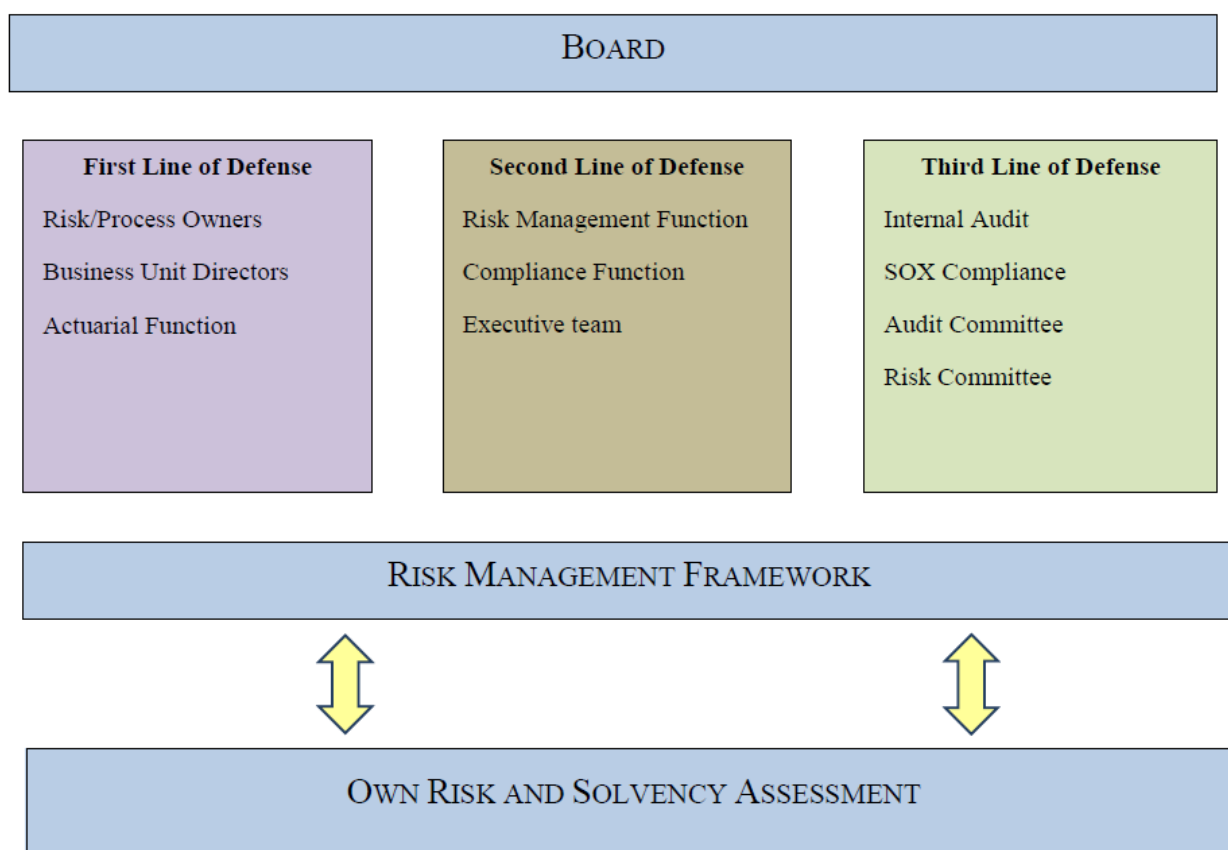 BOARD
First Line of Defense
Risk/Process Owners
Business Unit Directors
Actuarial Function
Second Line of Defense
Risk Management Function
Compliance Function
Executive team
Third Line of Defense
Internal Audit
SOX Compliance
Audit Committee
Risk Committee
RISK MANAGEMENT FRAMEWORK
OWN RISK AND SOLVENCY ASSESSMENT